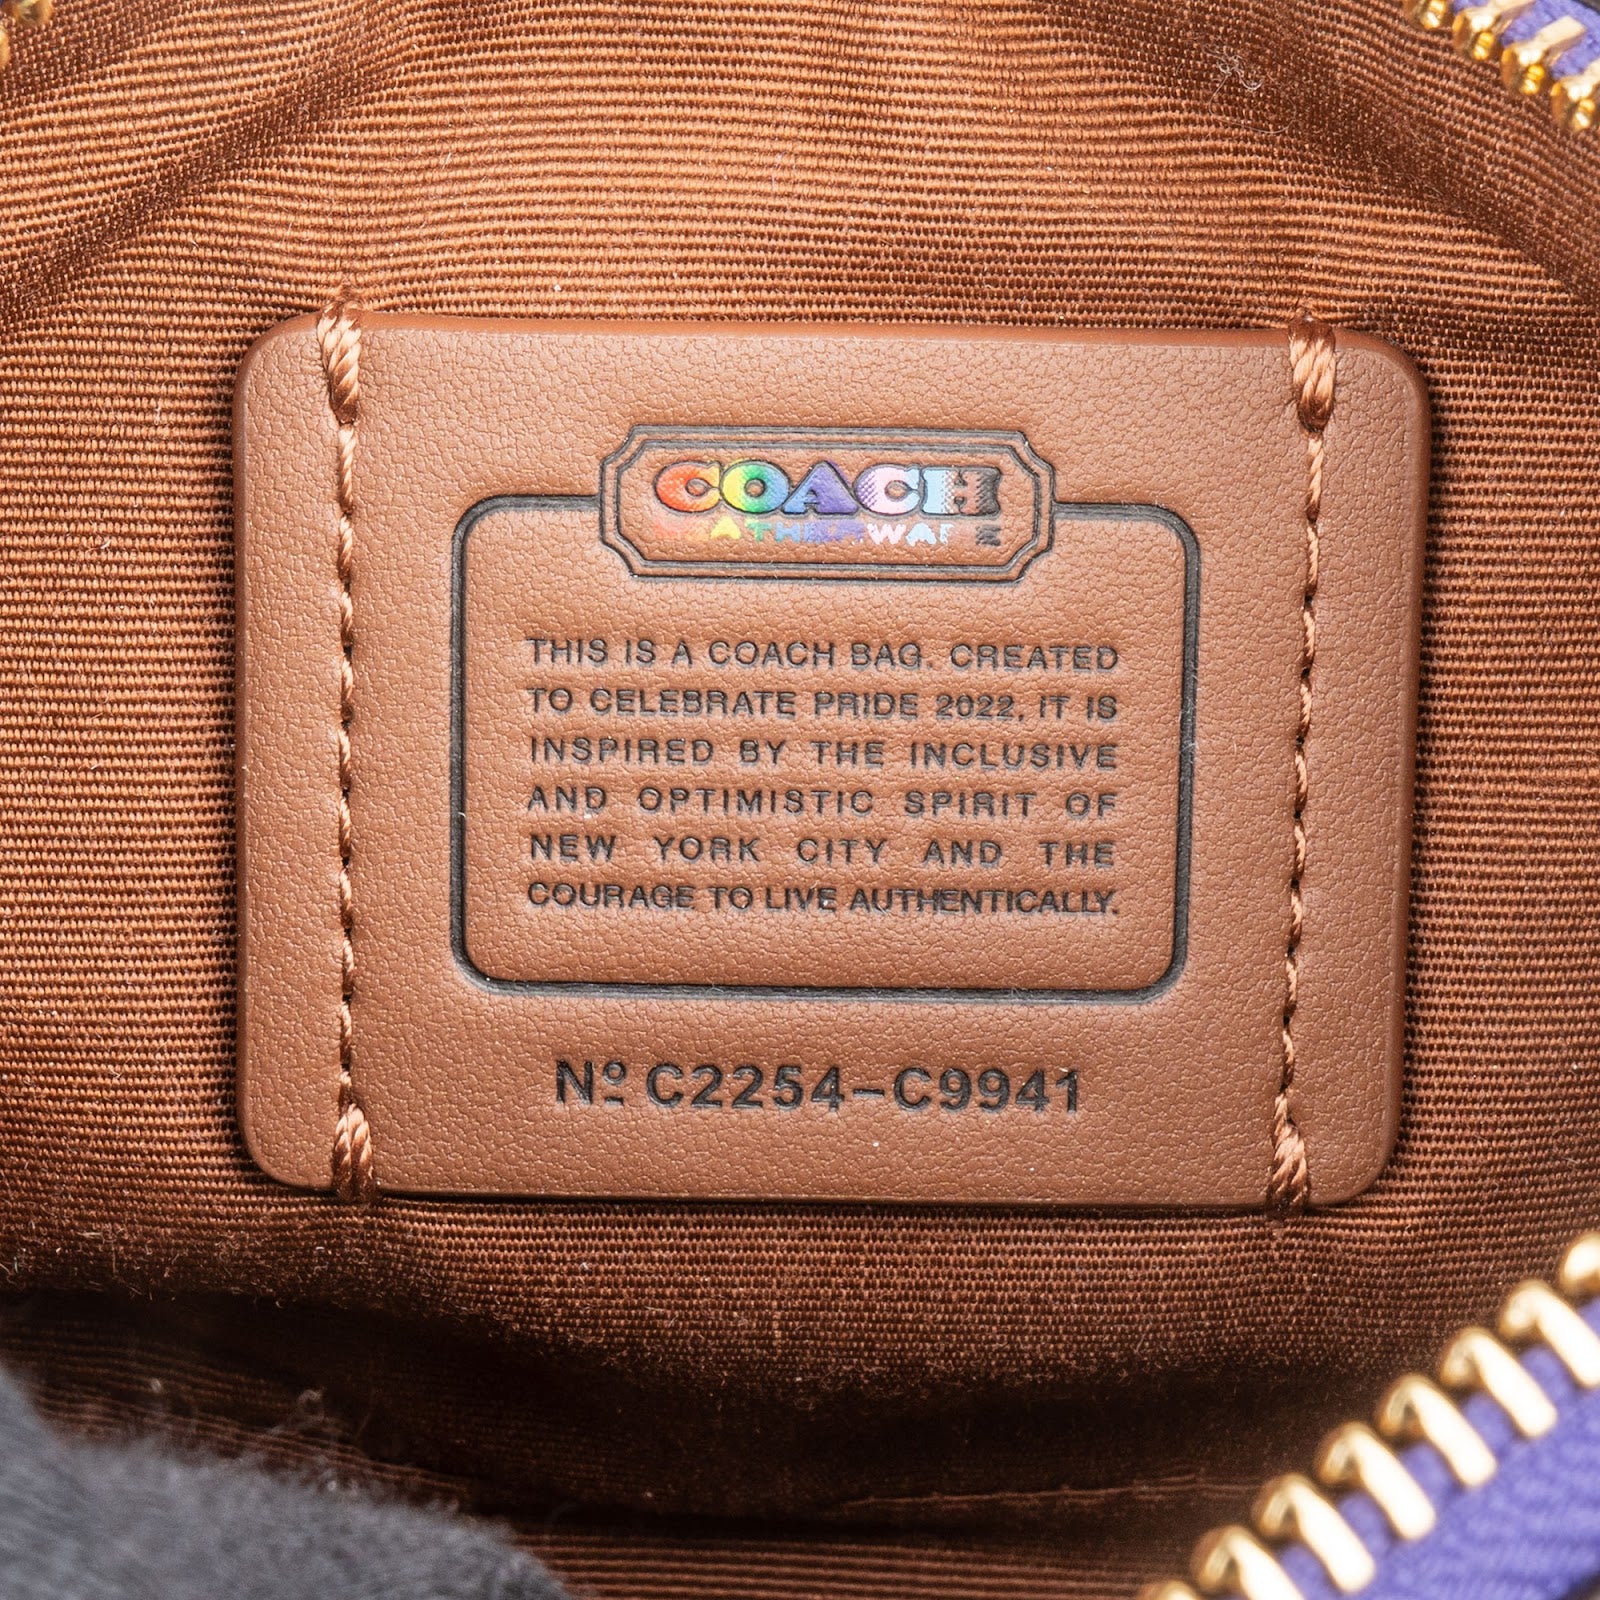 COACH
LEATHERWARE
THIS IS A COACH BAG. CREATED
TO CELEBRATE PRIDE 2022, IT IS
INSPIRED BY THE INCLUSIVE
AND OPTIMISTIC SPIRIT OF
NEW YORK CITY AND THE
COURAGE TO LIVE AUTHENTICALLY.
Nº C2254-C9941